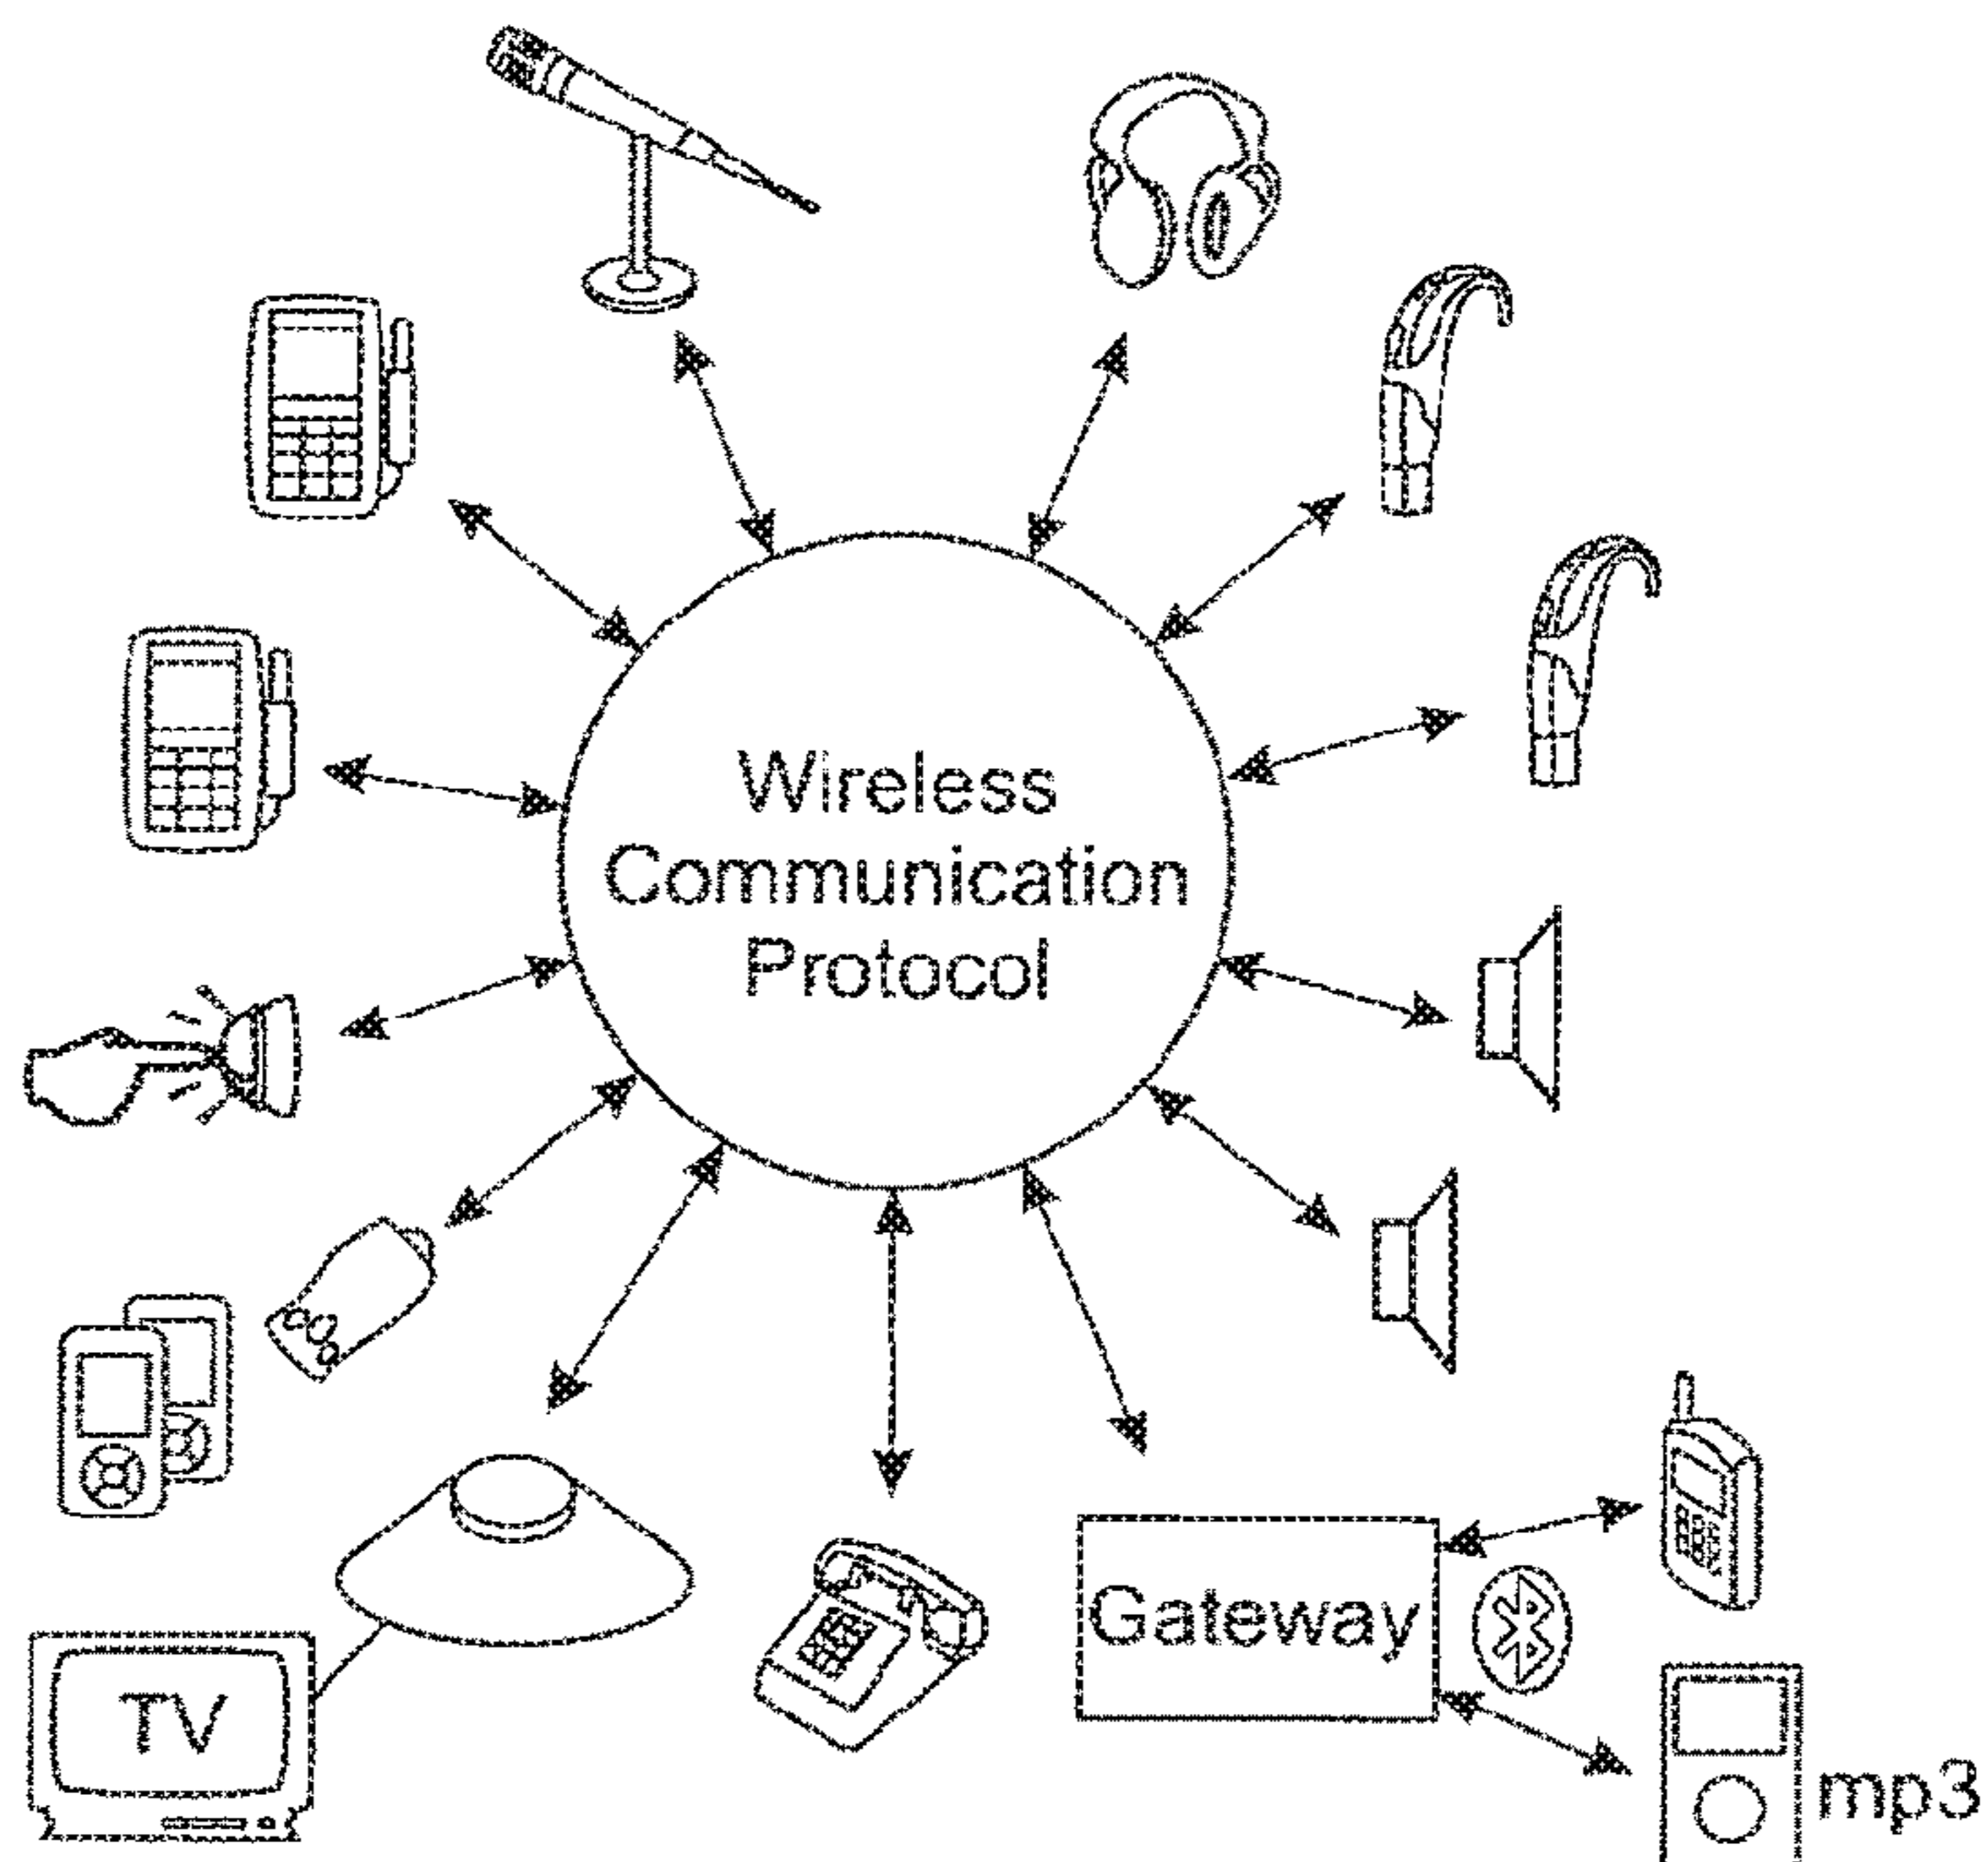 Wireless
Communication
Protocol
Gateway
TV
mp3